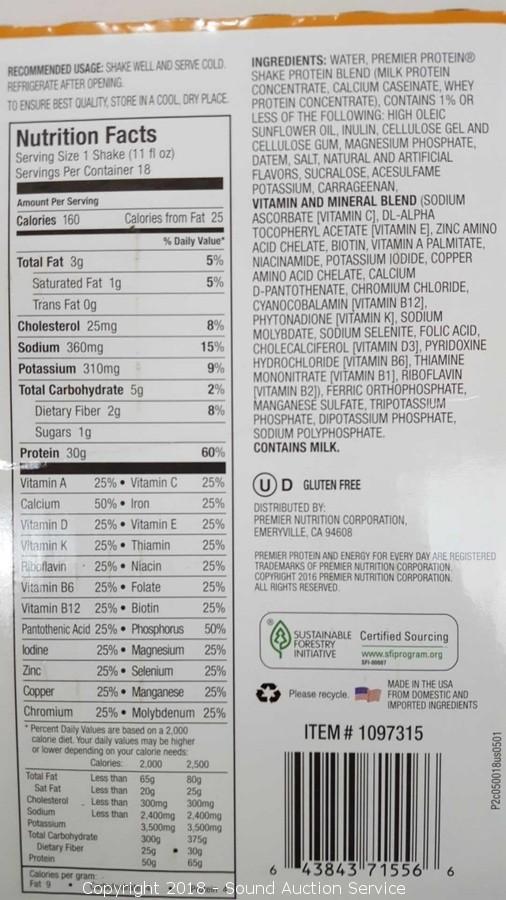 RECOMMENDED USAGE: SHAKE WELL AND SERVE COLD.
REFRIGERATE AFTER OPENING.
TO ENSURE BEST QUALITY, STORE IN A COOL, DRY PLACE.
Nutrition Facts
Serving Size 1 Shake (11 fl oz)
Servings Per Container 18
Amount Per Serving
Calories 160 Calories from Fat 25
% Daily Value*
Total Fat 3g 5%
Saturated Fat 1g 5%
Trans Fat 0g
Cholesterol 25mg 8%
Sodium 360mg 15%
Potassium 310mg 9%
Total Carbohydrate 5g 2%
Dietary Fiber 2g 8%
Sugars 1g
Protein 30g 60%
Vitamin A 25% • Vitamin C 25%
Calcium 50% • Iron 25%
Vitamin D 25% • Vitamin E 25%
Vitamin K 25% • Thiamin 25%
Riboflavin 25% • Niacin 25%
Vitamin B6 25% • Folate 25%
Vitamin B12 25% • Biotin 25%
Pantothenic Acid 25% • Phosphorus 50%
Iodine 25% • Magnesium 25%
Zinc 25% • Selenium 25%
Copper 25% • Manganese 25%
Chromium 25% • Molybdenum 25%
* Percent Daily Values are based on a 2,000
calorie diet. Your daily values may be higher
or lower depending on your calorie needs:
Calories: 2,000 2,500
Total Fat Less than 65g 80g
Sat Fat Less than 20g 25g
Cholesterol Less than 300mg 300mg
Sodium Less than 2,400mg 2,400mg
Potassium 3,500mg 3,500mg
Total Carbohydrate 300g 375g
Dietary Fiber 25g 30g
Protein 50g 65g
Calories per gram:
Fat 9 •
INGREDIENTS: WATER, PREMIER PROTEIN®
SHAKE PROTEIN BLEND (MILK PROTEIN
CONCENTRATE, CALCIUM CASEINATE, WHEY
PROTEIN CONCENTRATE), CONTAINS 1% OR
LESS OF THE FOLLOWING: HIGH OLEIC
SUNFLOWER OIL, INULIN, CELLULOSE GEL AND
CELLULOSE GUM, MAGNESIUM PHOSPHATE,
DATEM, SALT, NATURAL AND ARTIFICIAL
FLAVORS, SUCRALOSE, ACESULFAME
POTASSIUM, CARRAGEENAN,
VITAMIN AND MINERAL BLEND (SODIUM
ASCORBATE [VITAMIN C], DL-ALPHA
TOCOPHERYL ACETATE [VITAMIN E], ZINC AMINO
ACID CHELATE, BIOTIN, VITAMIN A PALMITATE,
NIACINAMIDE, POTASSIUM IODIDE, COPPER
AMINO ACID CHELATE, CALCIUM
D-PANTOTHENATE, CHROMIUM CHLORIDE,
CYANOCOBALAMIN [VITAMIN B12],
PHYTONADIONE [VITAMIN K], SODIUM
MOLYBDATE, SODIUM SELENITE, FOLIC ACID,
CHOLECALCIFEROL [VITAMIN D3], PYRIDOXINE
HYDROCHLORIDE [VITAMIN B6], THIAMINE
MONONITRATE [VITAMIN B1], RIBOFLAVIN
[VITAMIN B2]), FERRIC ORTHOPHOSPHATE,
MANGANESE SULFATE, TRIPOTASSIUM
PHOSPHATE, DIPOTASSIUM PHOSPHATE,
SODIUM POLYPHOSPHATE.
CONTAINS MILK.
U D GLUTEN FREE
DISTRIBUTED BY:
PREMIER NUTRITION CORPORATION,
EMERYVILLE, CA 94608
PREMIER PROTEIN AND ENERGY FOR EVERY DAY ARE REGISTERED
TRADEMARKS OF PREMIER NUTRITION CORPORATION.
COPYRIGHT 2016 PREMIER NUTRITION CORPORATION.
ALL RIGHTS RESERVED.
SUSTAINABLE
FORESTRY
INITIATIVE
Certified Sourcing
www.sfiprogram.org
SFI-00887
Please recycle.
MADE IN THE USA
FROM DOMESTIC AND
IMPORTED INGREDIENTS
ITEM # 1097315
6 43843 71556 6
P2c050018us0501
Copyright 2018 - Sound Auction Service